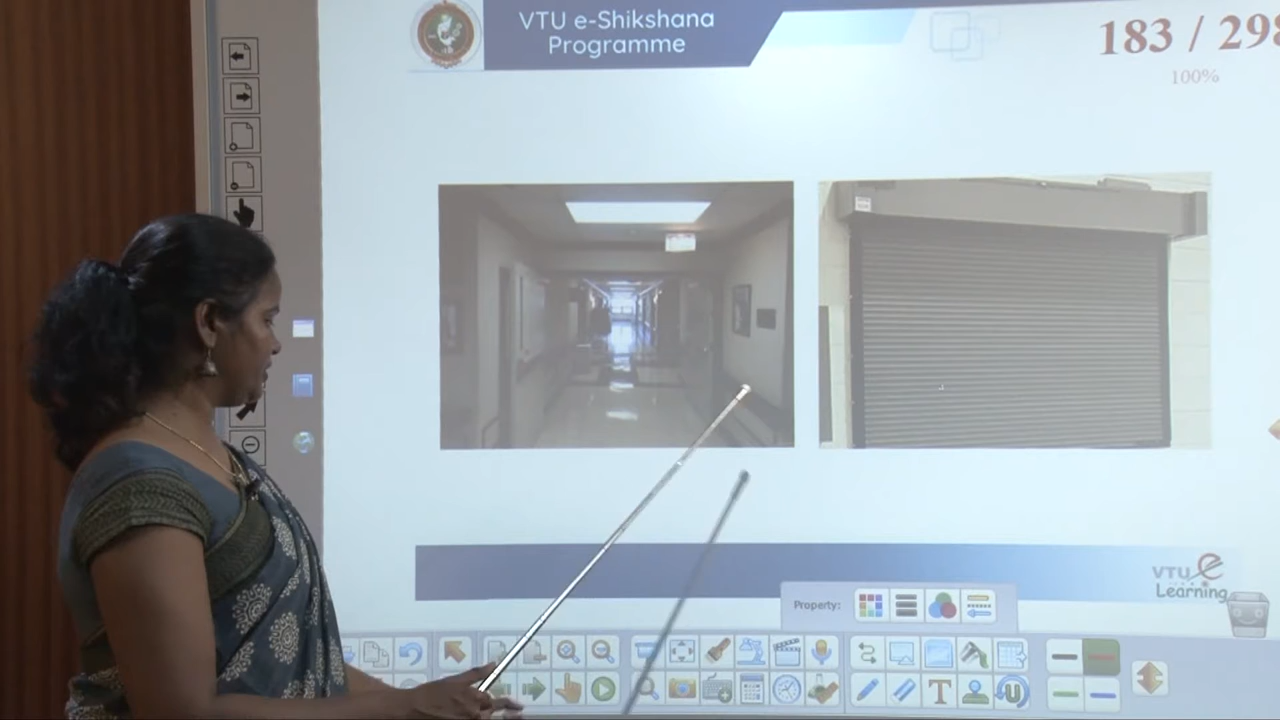 VTU e-Shikshana
Programme
183 / 298
100%
VTU e
Learning
Property:
T